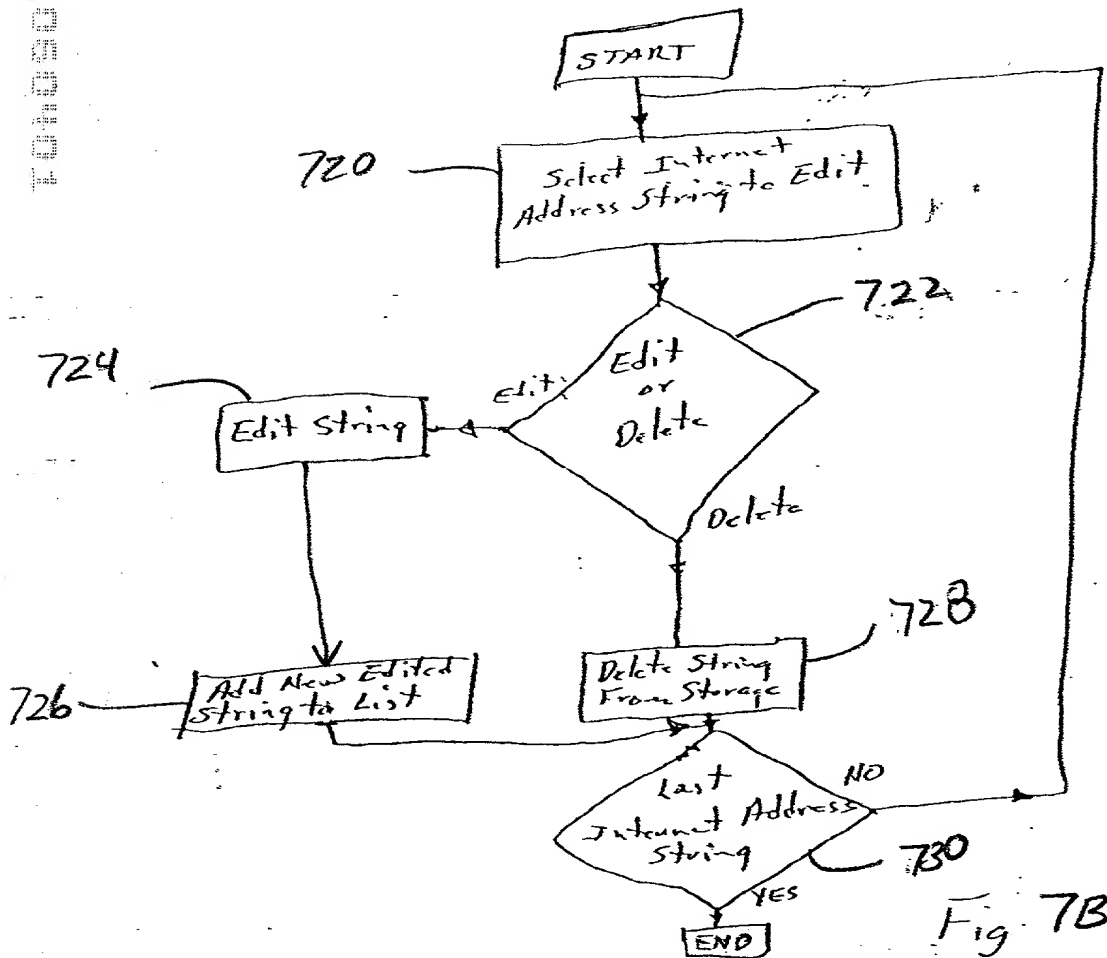 START
720
Select Internet
Address String to Edit
722
724
Edit
or
Delete
Edit
Edit String
Delete
728
Delete String
From Storage
726
Add New Edited
String to List
Last
Internet Address
String
NO
730
YES
END
Fig 7B